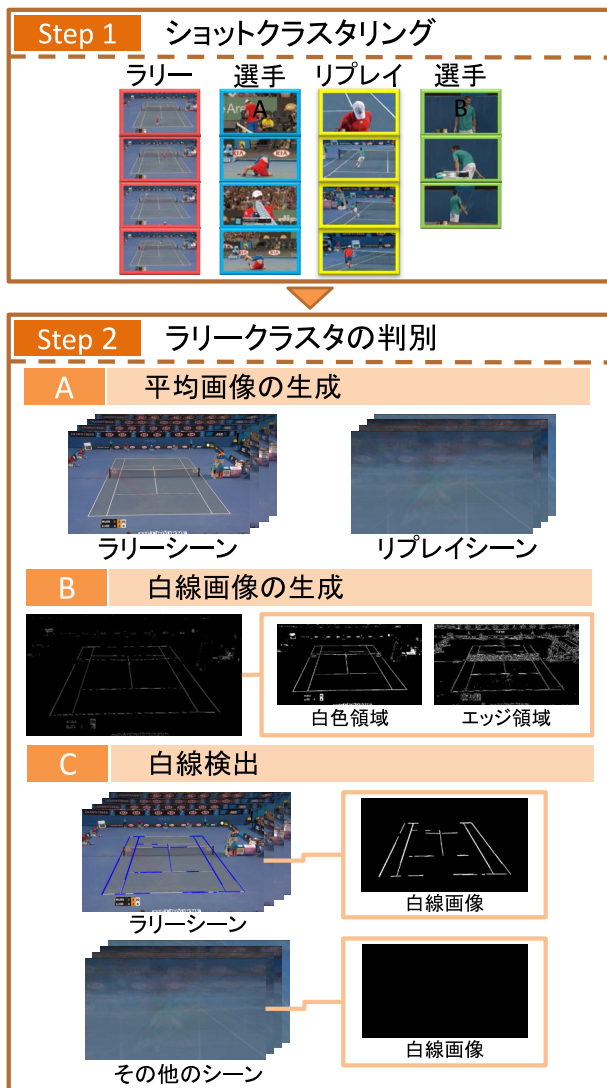 Step 1 ショットクラスタリング
ラリー 選手 リプレイ 選手
A B
KIA
Step 2 ラリークラスタの判別
A 平均画像の生成
ラリーシーン リプレイシーン
B 白線画像の生成
白色領域 エッジ領域
C 白線検出
白線画像
ラリーシーン
白線画像
その他のシーン